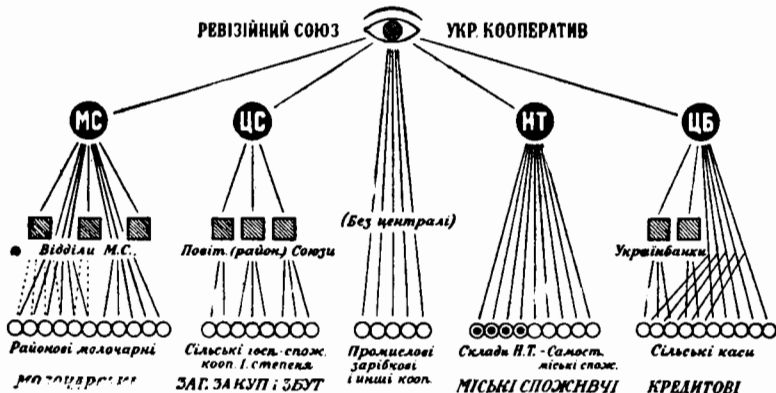 РЕВІЗІЙНИЙ СОЮЗ УКР. КООПЕРАТИВ
МС ЦС НТ ЦБ
(Без централі)
Відділи М.С. Повіт. (район.) Союзи Українбанки
Районові молочарні
Сільські госп.-спож.
кооп. I. степеня
Промислові
зарібкові
і инші кооп.
Склади Н.Т. - Самост.
міські спож.
Сільські каси
МОЛОЧАРСЬКІ ЗАГ. ЗАКУП І ЗБУТ МІСЬКІ СПОЖИВЧІ КРЕДИТОВІ